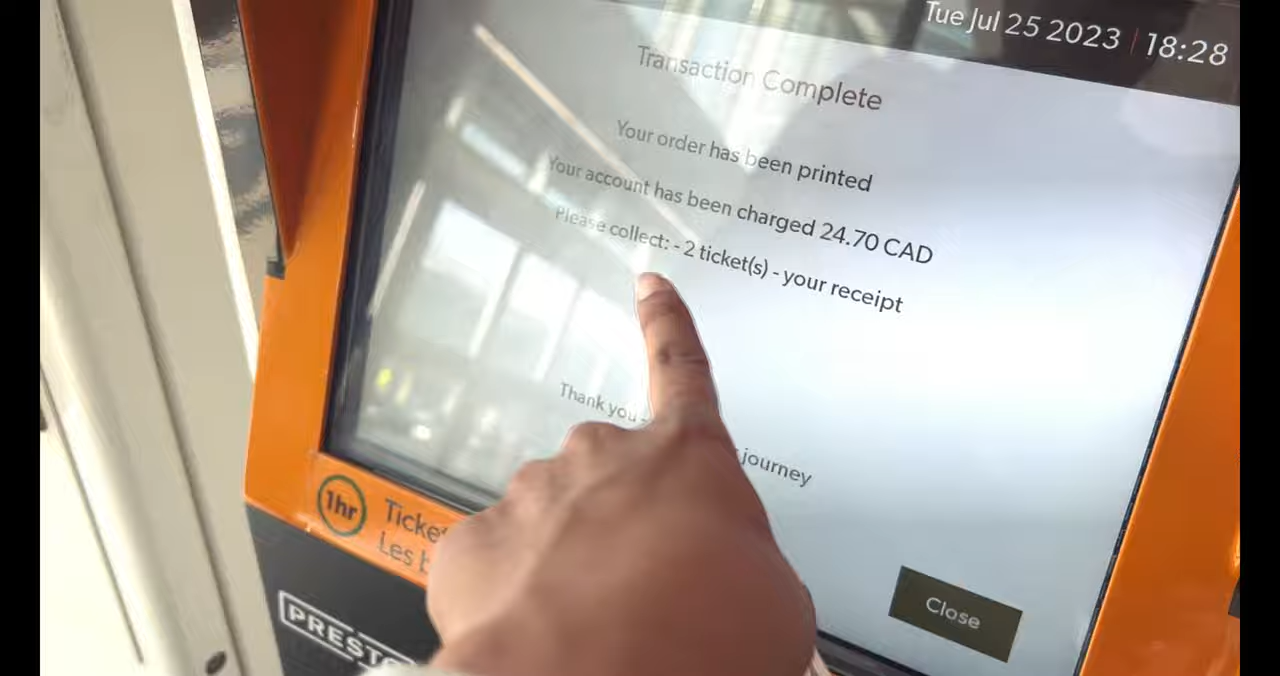 Tue Jul 25 2023 | 18:28
Transaction Complete
Your order has been printed
Your account has been charged 24.70 CAD
Please collect: - 2 ticket(s) - your receipt
Thank you - journey
Close
1hr
Les
PRESTO